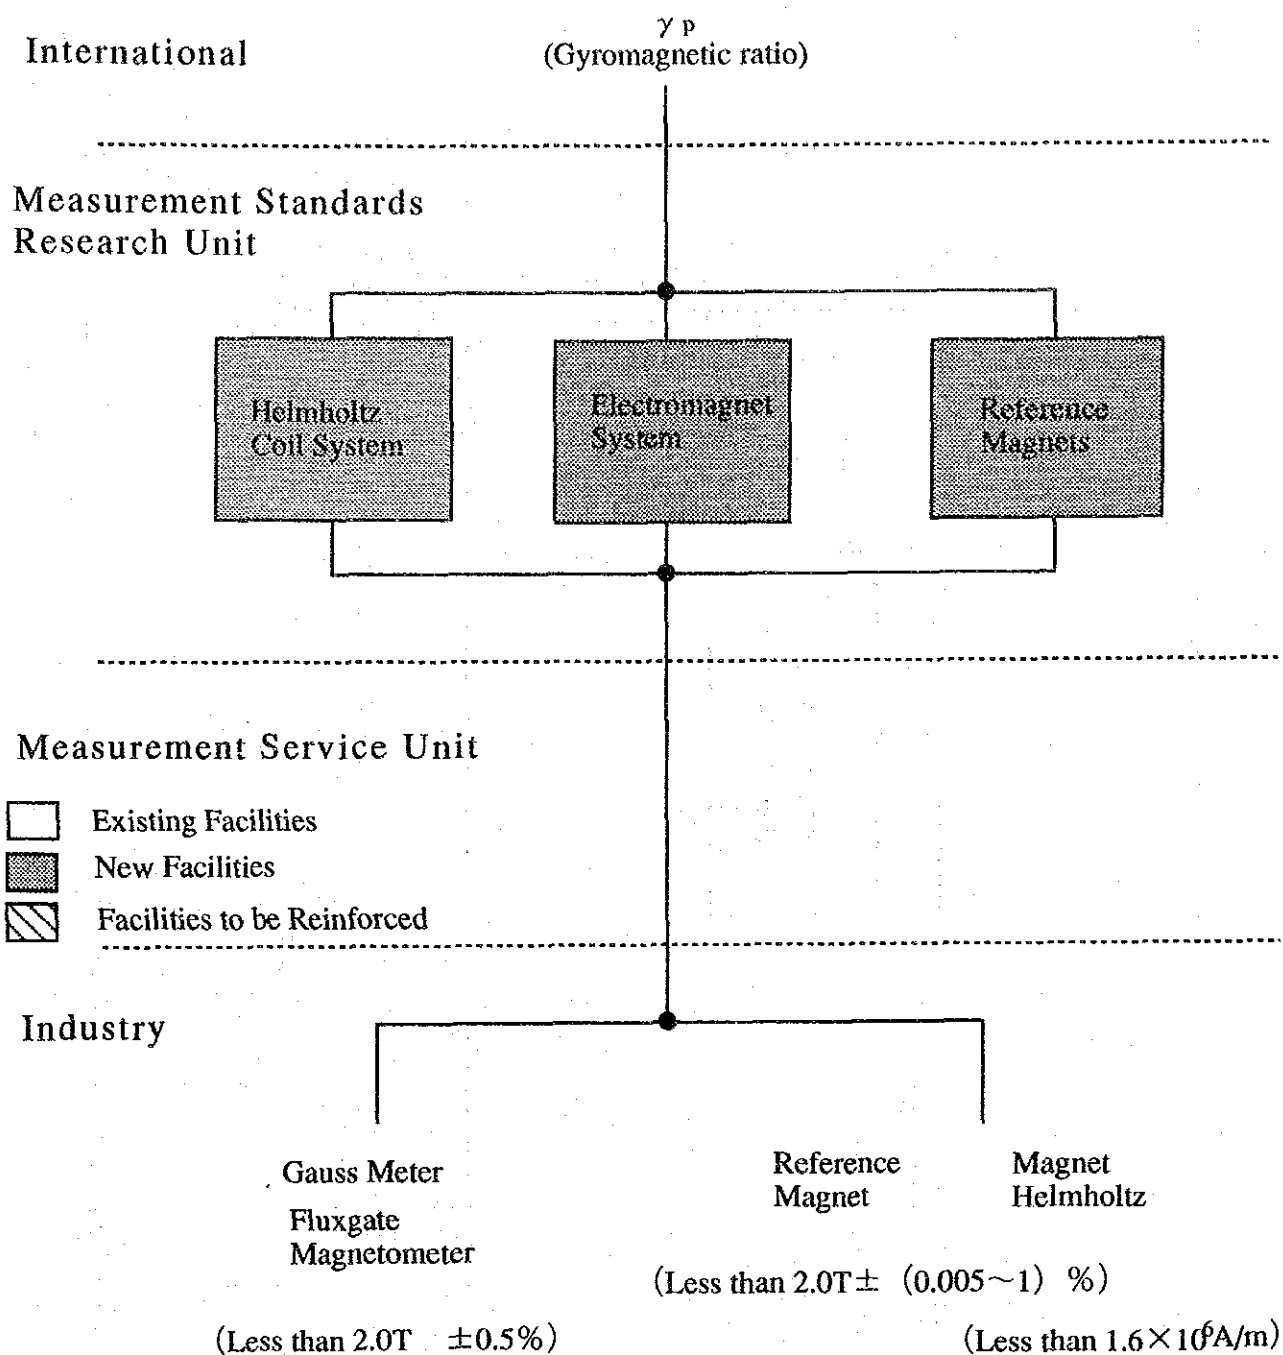 γ p
International
(Gyromagnetic ratio)
Measurement Standards
Research Unit
Helmholtz
Coil System
Electromagnet
System
Reference
Magnets
Measurement Service Unit
Existing Facilities
New Facilities
Facilities to be Reinforced
Industry
Gauss Meter
Fluxgate
Magnetometer
Reference
Magnet
Magnet
Helmholtz
(Less than 2.0T± (0.005～1) %)
(Less than 2.0T ±0.5%)
(Less than 1.6×10⁶A/m)